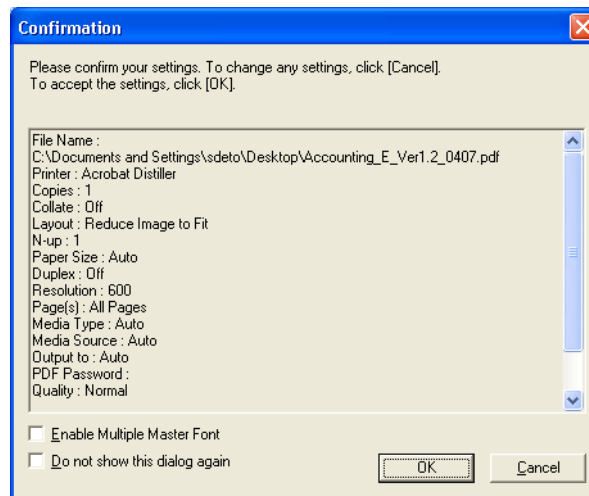 Confirmation
Please confirm your settings. To change any settings, click [Cancel].
To accept the settings, click [OK].
File Name :
C:\Documents and Settings\sdeto\Desktop\Accounting_E_Ver1.2_0407.pdf
Printer : Acrobat Distiller
Copies : 1
Collate : Off
Layout : Reduce Image to Fit
N-up : 1
Paper Size : Auto
Duplex : Off
Resolution : 600
Page(s) : All Pages
Media Type : Auto
Media Source : Auto
Output to : Auto
PDF Password :
Quality : Normal
Enable Multiple Master Font
Do not show this dialog again
OK
Cancel